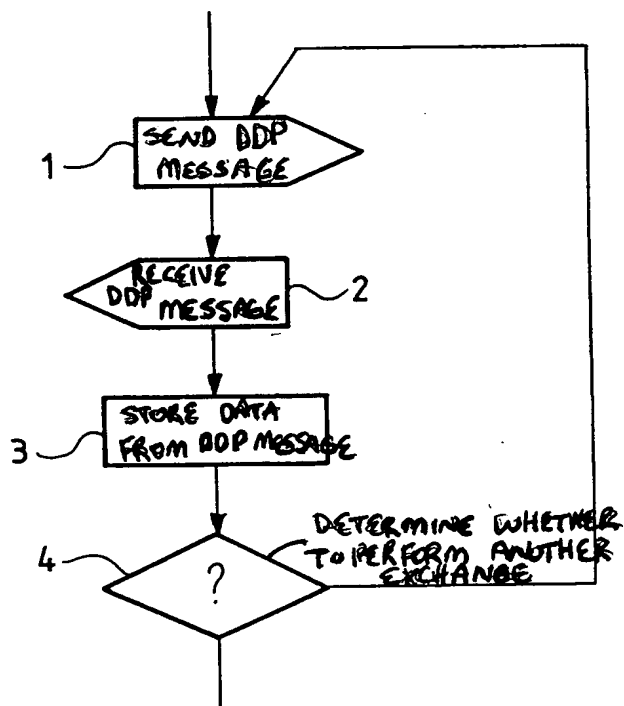 SEND DDP
MESSAGE
1
RECEIVE
DDP MESSAGE
2
STORE DATA
FROM DDP MESSAGE
3
DETERMINE WHETHER
TO PERFORM ANOTHER
EXCHANGE
4
?